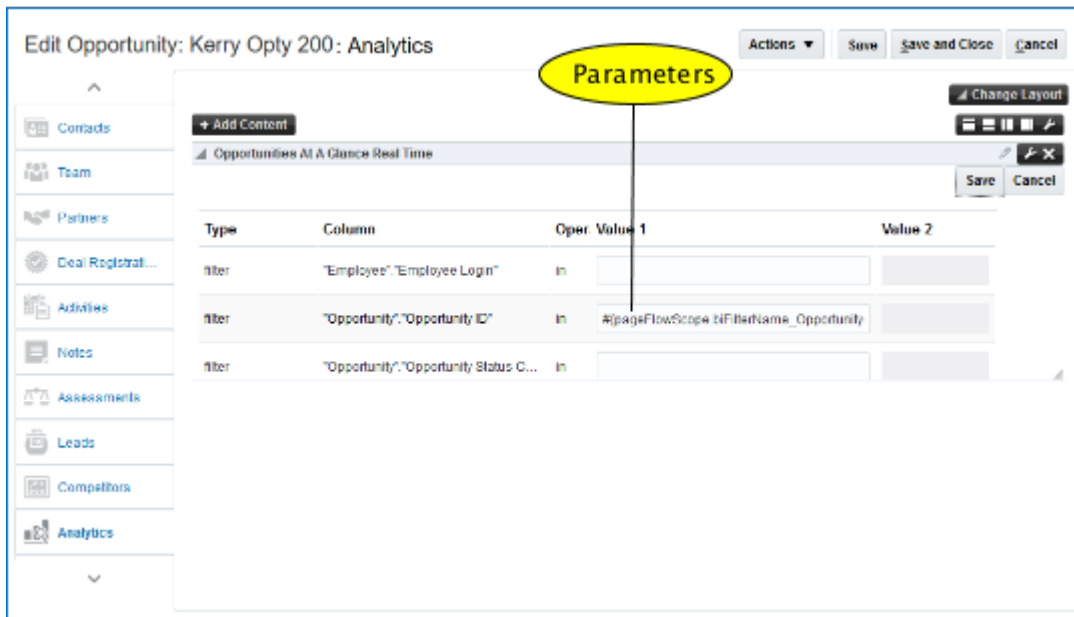 Edit Opportunity: Kerry Opty 200: Analytics
Actions Save Save and Close Cancel
Parameters
Change Layout
+ Add Content
Opportunities At A Glance Real Time
Save Cancel
Contacts
Team
Partners
Deal Registrati...
Activities
Notes
Assessments
Leads
Competitors
Analytics
Type Column Oper Value 1 Value 2
filter "Employee"."Employee Login" in
filter "Opportunity"."Opportunity ID" in #{pageFlowScope.biFilterName_Opportunity
filter "Opportunity"."Opportunity Status C... in